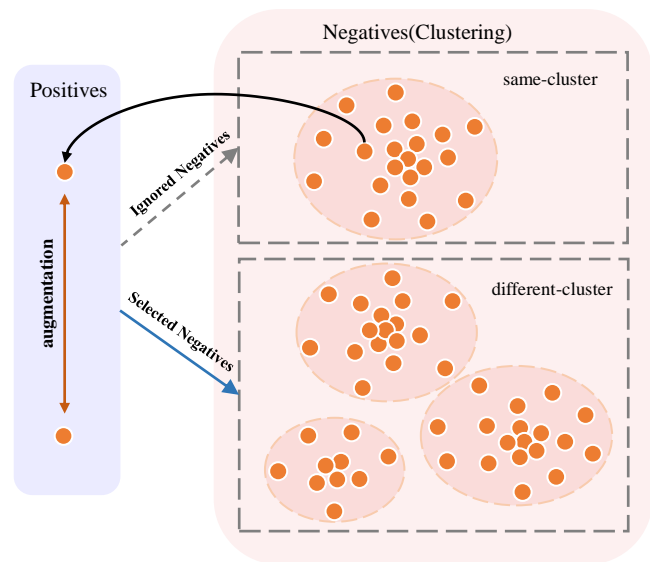 Negatives(Clustering)
Positives
same-cluster
Ignored Negatives
augmentation
Selected Negatives
different-cluster